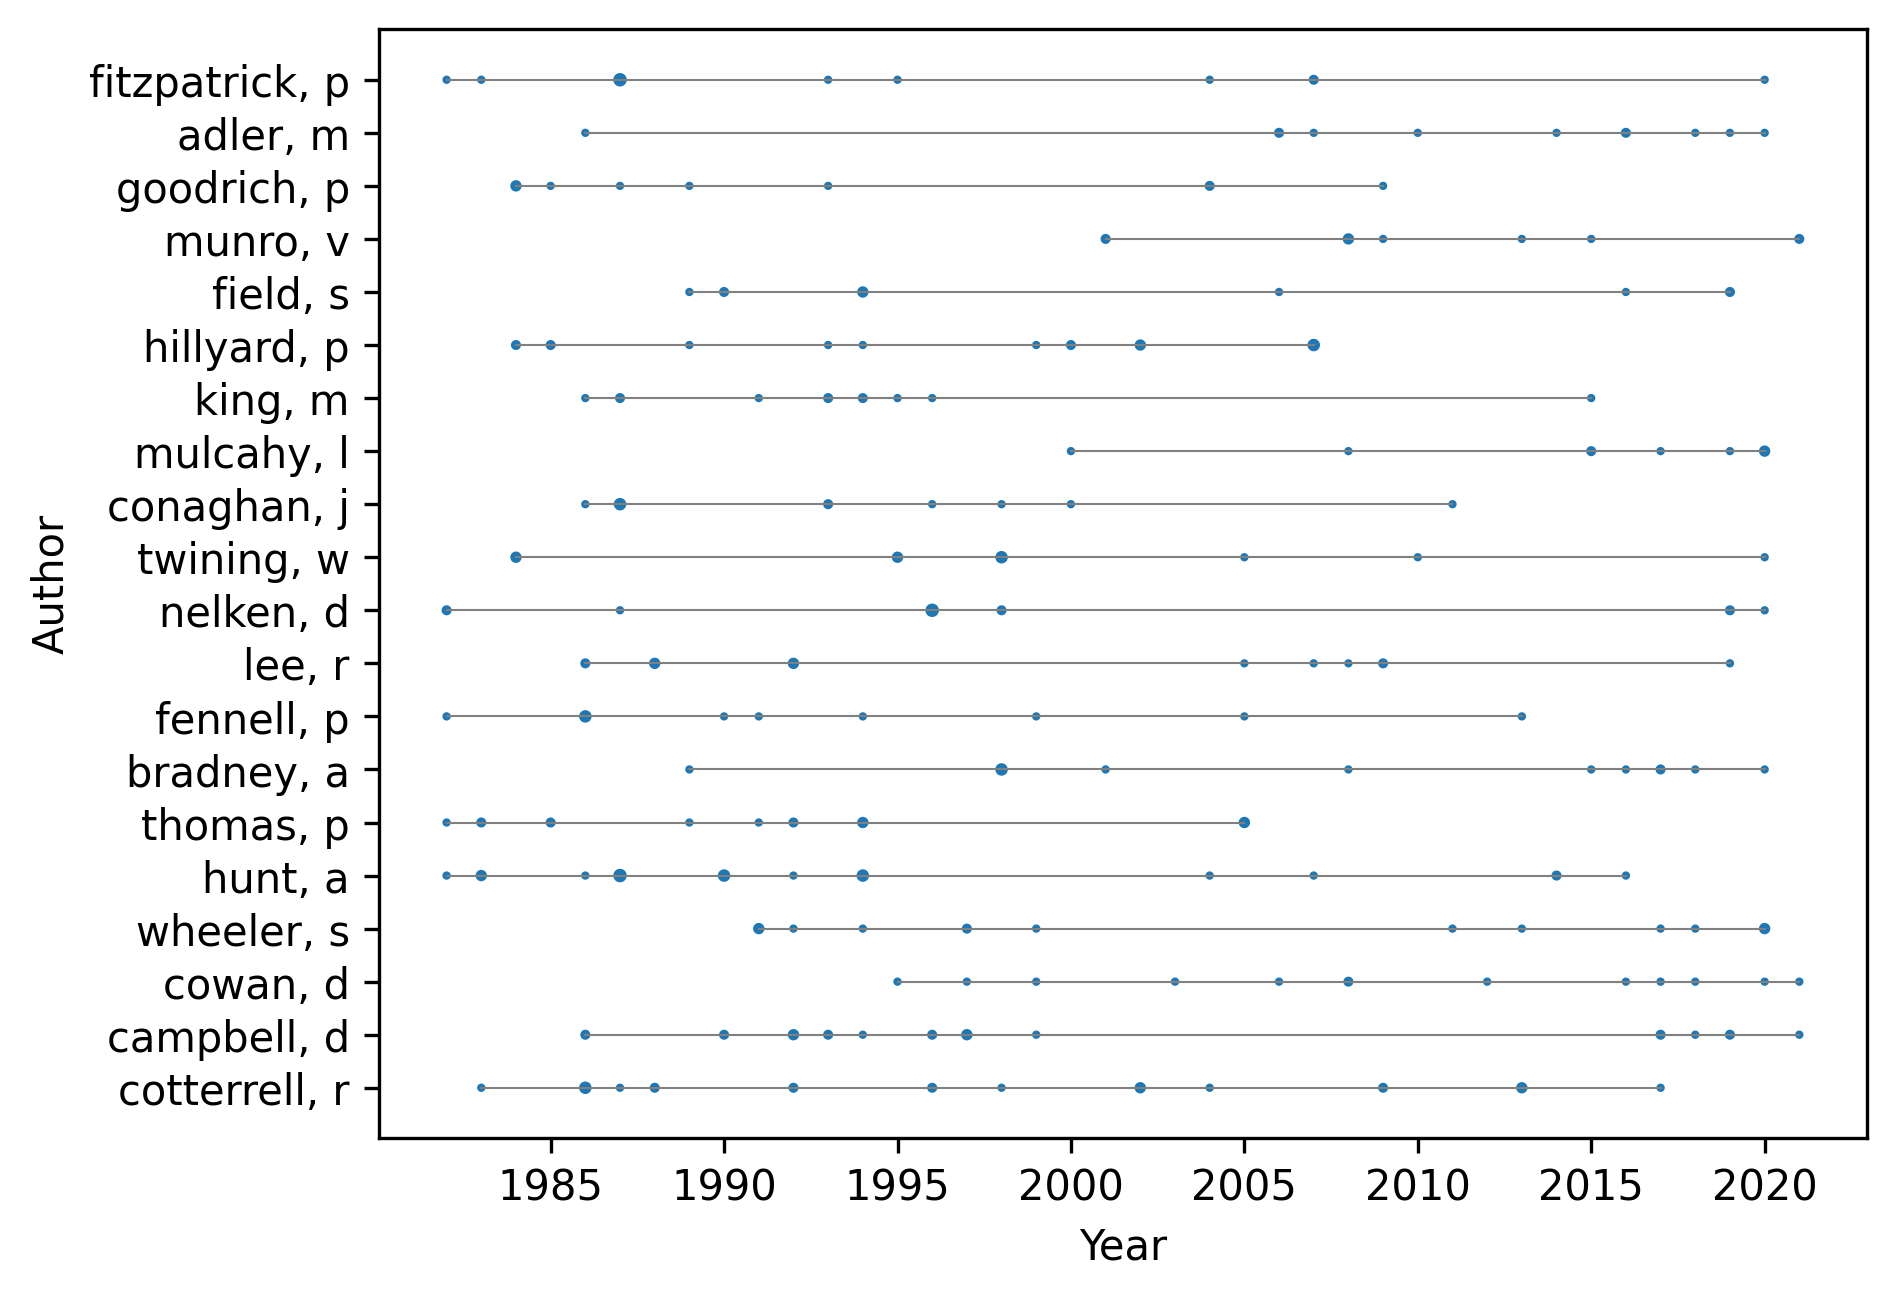 fitzpatrick, p
adler, m
goodrich, p
munro, v
field, s
hillyard, p
king, m
mulcahy, l
conaghan, j
twining, w
nelken, d
lee, r
fennell, p
bradney, a
thomas, p
hunt, a
wheeler, s
cowan, d
campbell, d
cotterrell, r
Author
1985 1990 1995 2000 2005 2010 2015 2020
Year